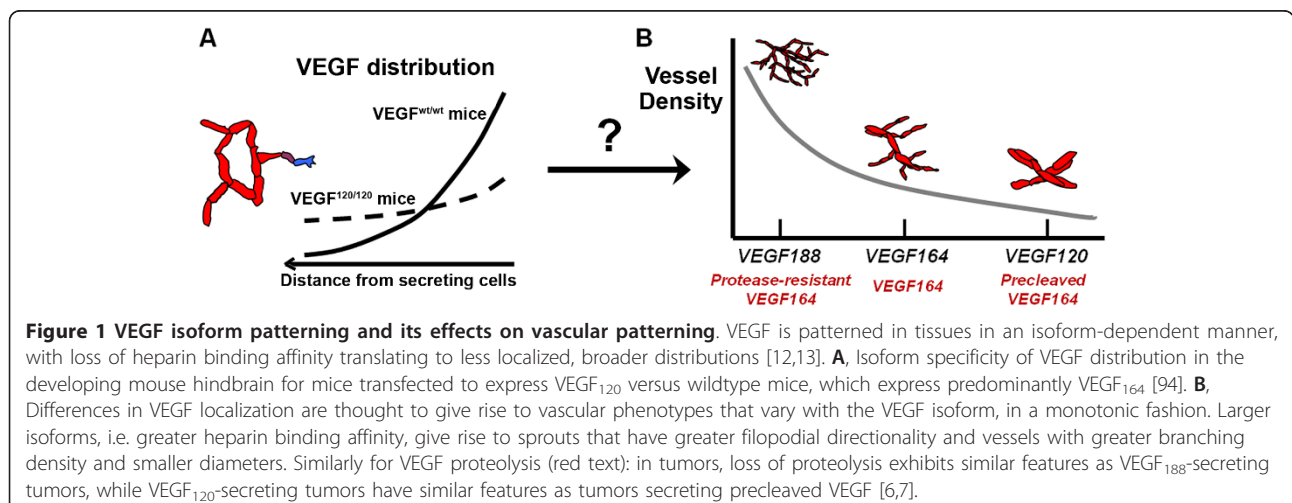 A
VEGF distribution
VEGFwt/wt mice
VEGF120/120 mice
Distance from secreting cells
?
B
Vessel
Density
VEGF188
VEGF164
VEGF120
Protease-resistant
VEGF164
VEGF164
Precleaved
VEGF164
Figure 1 VEGF isoform patterning and its effects on vascular patterning. VEGF is patterned in tissues in an isoform-dependent manner,
with loss of heparin binding affinity translating to less localized, broader distributions [12,13]. A, Isoform specificity of VEGF distribution in the
developing mouse hindbrain for mice transfected to express VEGF120 versus wildtype mice, which express predominantly VEGF164 [94]. B,
Differences in VEGF localization are thought to give rise to vascular phenotypes that vary with the VEGF isoform, in a monotonic fashion. Larger
isoforms, i.e. greater heparin binding affinity, give rise to sprouts that have greater filopodial directionality and vessels with greater branching
density and smaller diameters. Similarly for VEGF proteolysis (red text): in tumors, loss of proteolysis exhibits similar features as VEGF188-secreting
tumors, while VEGF120-secreting tumors have similar features as tumors secreting precleaved VEGF [6,7].